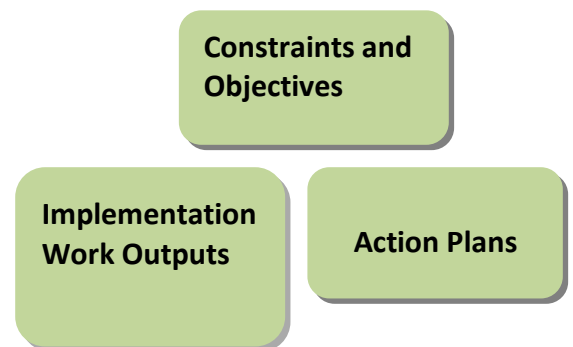 Constraints and
Objectives
Implementation
Work Outputs
Action Plans